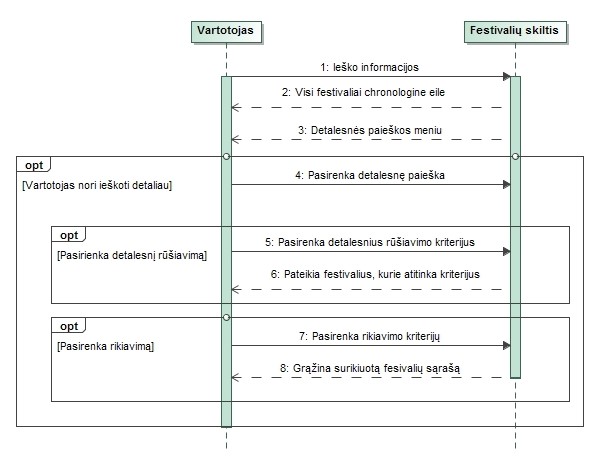 Vartotojas
Festivalių skiltis
1: Ieško informacijos
2: Visi festivaliai chronologine eile
3: Detalesnės paieškos meniu
opt
[Vartotojas nori ieškoti detaliau]
4: Pasirenka detalesnę paieška
opt
[Pasirienka detalesnį rūšiavimą]
5: Pasirenka detalesnius rūšiavimo kriterijus
6: Pateikia festivalius, kurie atitinka kriterijus
opt
[Pasirenka rikiavimą]
7: Pasirenka rikiavimo kriterijų
8: Grąžina surikiuotą fesivalių sąrašą